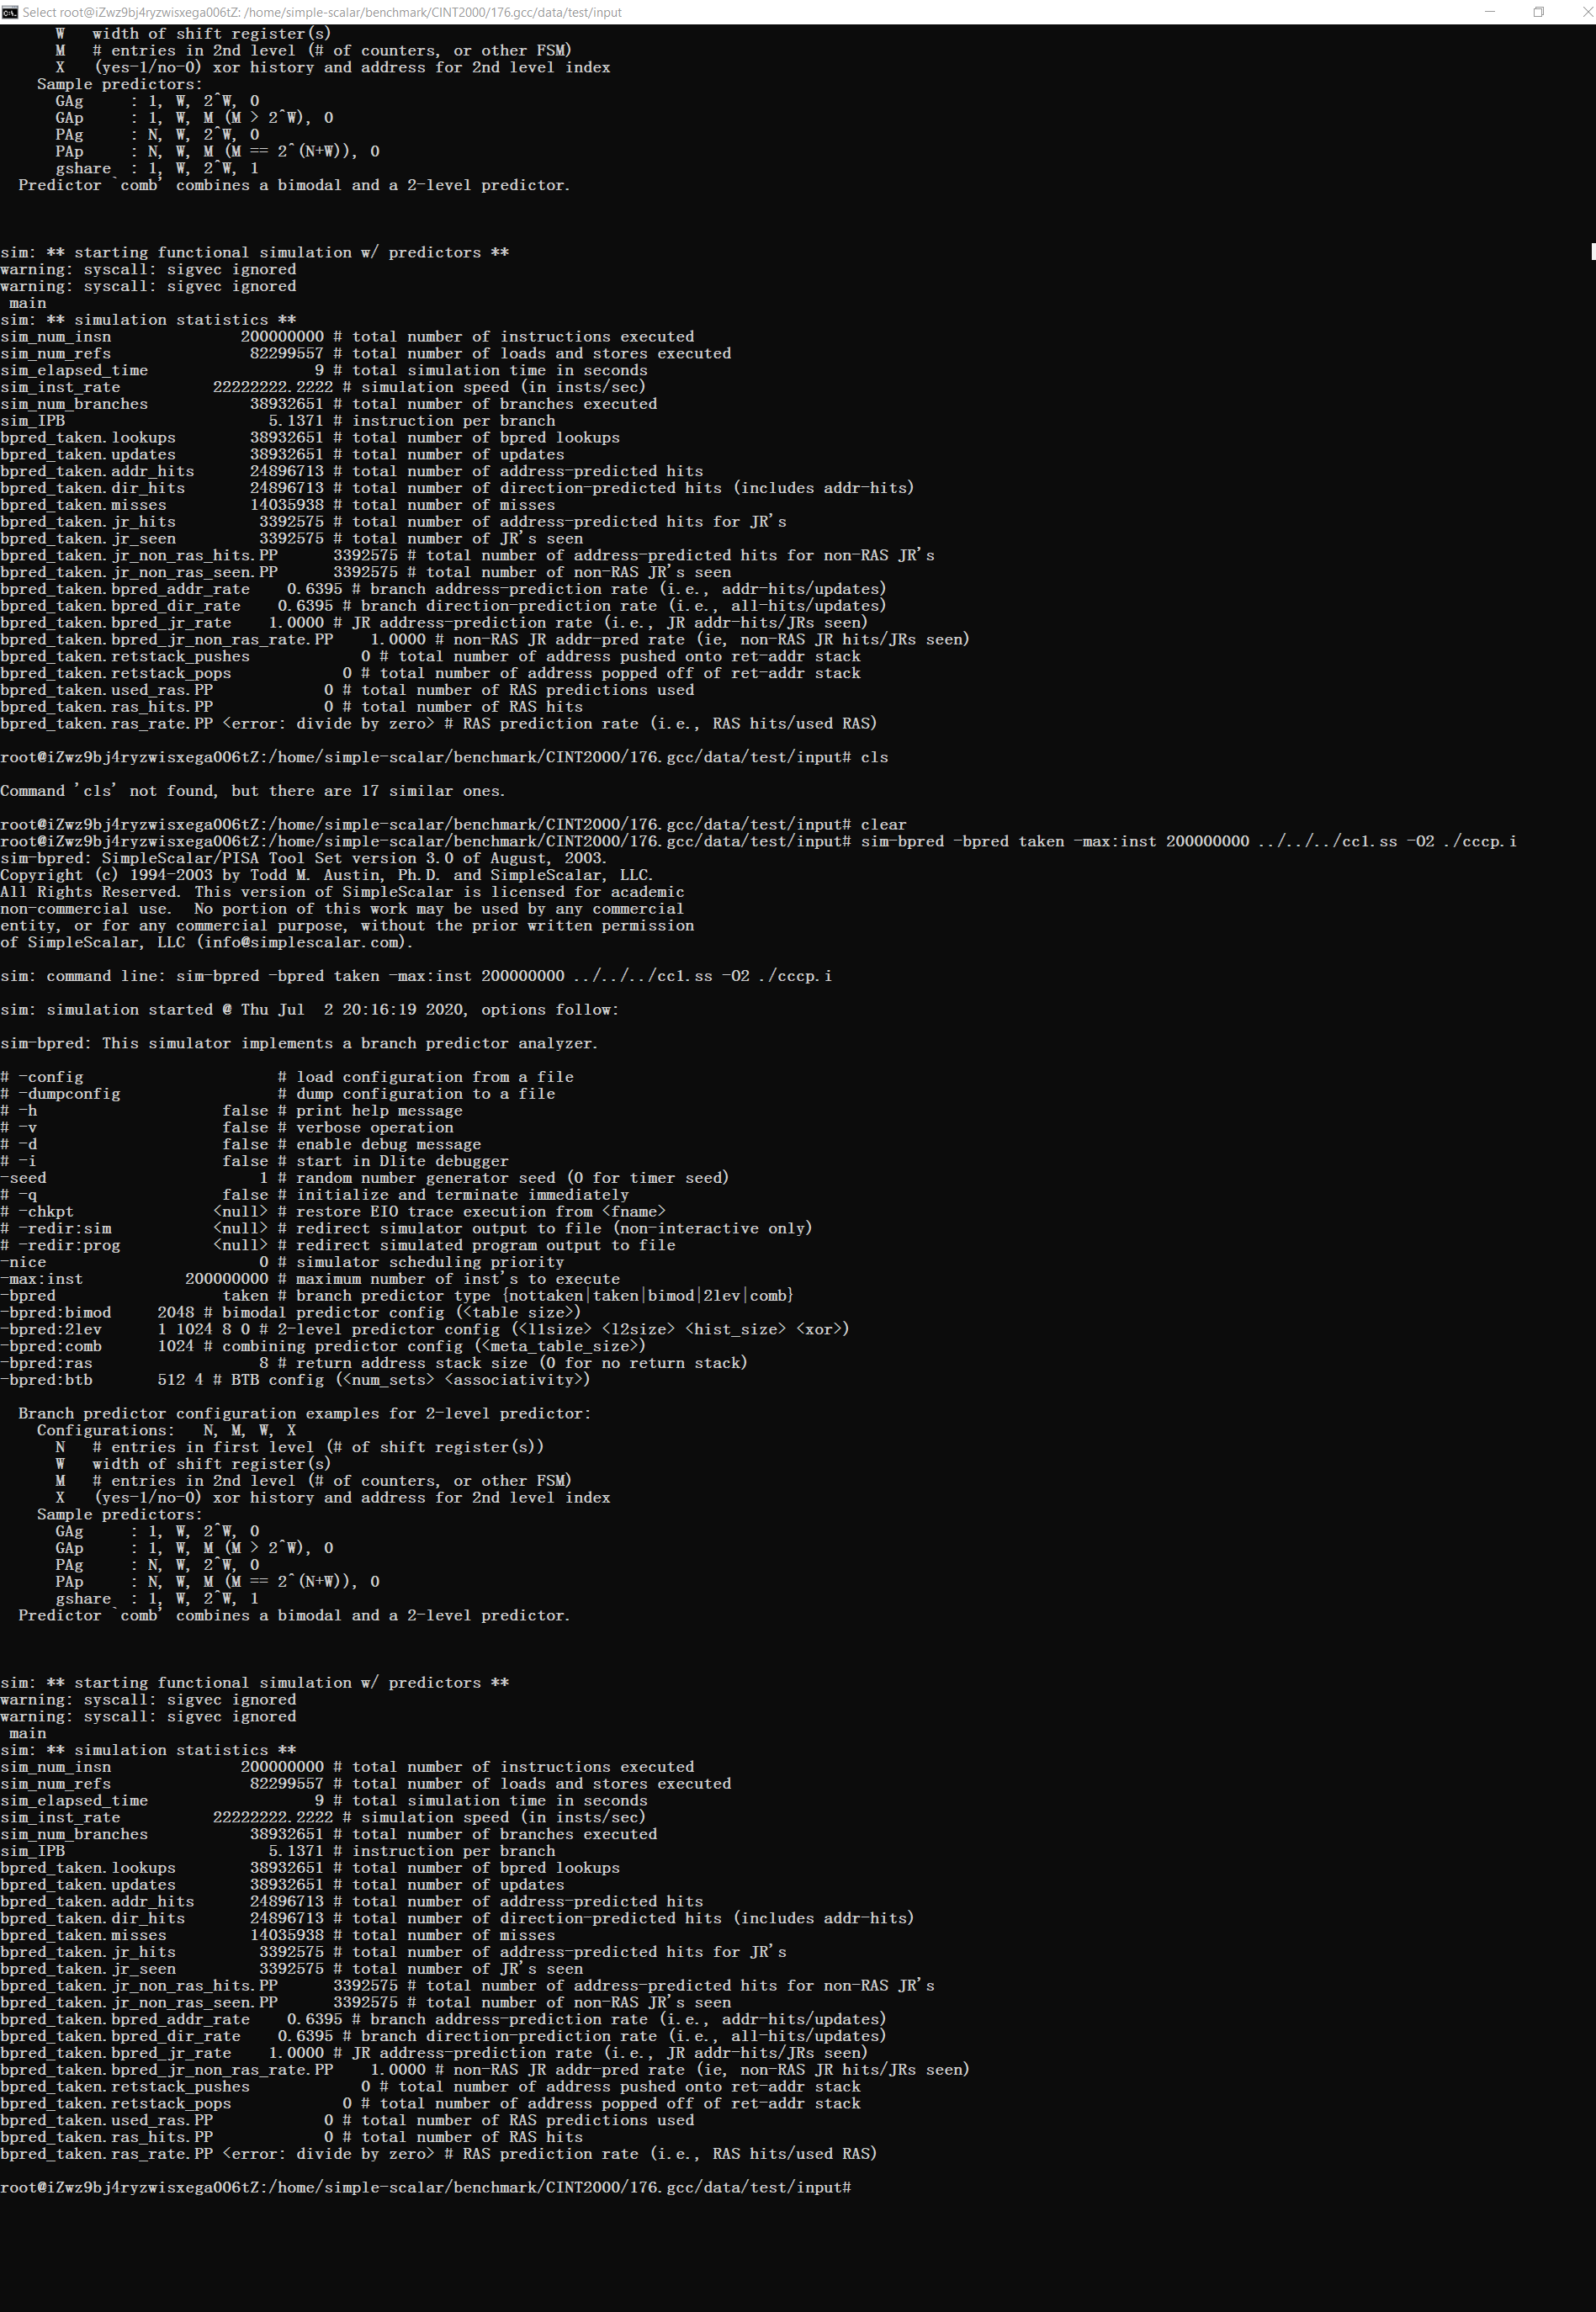 Select root@iZwz9bj4ryzwisxega006tZ: /home/simple-scalar/benchmark/CINT2000/176.gcc/data/test/input
      W   width of shift register(s)
      M   # entries in 2nd level (# of counters, or other FSM)
      X   (yes-1/no-0) xor history and address for 2nd level index
    Sample predictors:
      GAg     : 1, W, 2^W, 0
      GAp     : 1, W, M (M > 2^W), 0
      PAg     : N, W, 2^W, 0
      PAp     : N, W, M (M == 2^(N+W)), 0
      gshare  : 1, W, 2^W, 1
  Predictor `comb' combines a bimodal and a 2-level predictor.
sim: ** starting functional simulation w/ predictors **
warning: syscall: sigvec ignored
warning: syscall: sigvec ignored
 main
sim: ** simulation statistics **
sim_num_insn              200000000 # total number of instructions executed
sim_num_refs               82299557 # total number of loads and stores executed
sim_elapsed_time                  9 # total simulation time in seconds
sim_inst_rate          22222222.2222 # simulation speed (in insts/sec)
sim_num_branches           38932651 # total number of branches executed
sim_IPB                      5.1371 # instruction per branch
bpred_taken.lookups        38932651 # total number of bpred lookups
bpred_taken.updates        38932651 # total number of updates
bpred_taken.addr_hits      24896713 # total number of address-predicted hits
bpred_taken.dir_hits       24896713 # total number of direction-predicted hits (includes addr-hits)
bpred_taken.misses         14035938 # total number of misses
bpred_taken.jr_hits         3392575 # total number of address-predicted hits for JR's
bpred_taken.jr_seen         3392575 # total number of JR's seen
bpred_taken.jr_non_ras_hits.PP      3392575 # total number of address-predicted hits for non-RAS JR's
bpred_taken.jr_non_ras_seen.PP      3392575 # total number of non-RAS JR's seen
bpred_taken.bpred_addr_rate    0.6395 # branch address-prediction rate (i.e., addr-hits/updates)
bpred_taken.bpred_dir_rate    0.6395 # branch direction-prediction rate (i.e., all-hits/updates)
bpred_taken.bpred_jr_rate    1.0000 # JR address-prediction rate (i.e., JR addr-hits/JRs seen)
bpred_taken.bpred_jr_non_ras_rate.PP    1.0000 # non-RAS JR addr-pred rate (ie, non-RAS JR hits/JRs seen)
bpred_taken.retstack_pushes            0 # total number of address pushed onto ret-addr stack
bpred_taken.retstack_pops            0 # total number of address popped off of ret-addr stack
bpred_taken.used_ras.PP            0 # total number of RAS predictions used
bpred_taken.ras_hits.PP            0 # total number of RAS hits
bpred_taken.ras_rate.PP <error: divide by zero> # RAS prediction rate (i.e., RAS hits/used RAS)
root@iZwz9bj4ryzwisxega006tZ:/home/simple-scalar/benchmark/CINT2000/176.gcc/data/test/input# cls
Command 'cls' not found, but there are 17 similar ones.
root@iZwz9bj4ryzwisxega006tZ:/home/simple-scalar/benchmark/CINT2000/176.gcc/data/test/input# clear
root@iZwz9bj4ryzwisxega006tZ:/home/simple-scalar/benchmark/CINT2000/176.gcc/data/test/input# sim-bpred -bpred taken -max:inst 200000000 ../../../cc1.ss -O2 ./cccp.i
sim-bpred: SimpleScalar/PISA Tool Set version 3.0 of August, 2003.
Copyright (c) 1994-2003 by Todd M. Austin, Ph.D. and SimpleScalar, LLC.
All Rights Reserved. This version of SimpleScalar is licensed for academic
non-commercial use.  No portion of this work may be used by any commercial
entity, or for any commercial purpose, without the prior written permission
of SimpleScalar, LLC (info@simplescalar.com).
sim: command line: sim-bpred -bpred taken -max:inst 200000000 ../../../cc1.ss -O2 ./cccp.i
sim: simulation started @ Thu Jul  2 20:16:19 2020, options follow:
sim-bpred: This simulator implements a branch predictor analyzer.
# -config                     # load configuration from a file
# -dumpconfig                 # dump configuration to a file
# -h                    false # print help message
# -v                    false # verbose operation
# -d                    false # enable debug message
# -i                    false # start in Dlite debugger
-seed                       1 # random number generator seed (0 for timer seed)
# -q                    false # initialize and terminate immediately
# -chkpt               <null> # restore EIO trace execution from <fname>
# -redir:sim           <null> # redirect simulator output to file (non-interactive only)
# -redir:prog          <null> # redirect simulated program output to file
-nice                       0 # simulator scheduling priority
-max:inst           200000000 # maximum number of inst's to execute
-bpred                  taken # branch predictor type {nottaken|taken|bimod|2lev|comb}
-bpred:bimod     2048 # bimodal predictor config (<table size>)
-bpred:2lev      1 1024 8 0 # 2-level predictor config (<l1size> <l2size> <hist_size> <xor>)
-bpred:comb      1024 # combining predictor config (<meta_table_size>)
-bpred:ras                  8 # return address stack size (0 for no return stack)
-bpred:btb       512 4 # BTB config (<num_sets> <associativity>)
  Branch predictor configuration examples for 2-level predictor:
    Configurations:   N, M, W, X
      N   # entries in first level (# of shift register(s))
      W   width of shift register(s)
      M   # entries in 2nd level (# of counters, or other FSM)
      X   (yes-1/no-0) xor history and address for 2nd level index
    Sample predictors:
      GAg     : 1, W, 2^W, 0
      GAp     : 1, W, M (M > 2^W), 0
      PAg     : N, W, 2^W, 0
      PAp     : N, W, M (M == 2^(N+W)), 0
      gshare  : 1, W, 2^W, 1
  Predictor `comb' combines a bimodal and a 2-level predictor.
sim: ** starting functional simulation w/ predictors **
warning: syscall: sigvec ignored
warning: syscall: sigvec ignored
 main
sim: ** simulation statistics **
sim_num_insn              200000000 # total number of instructions executed
sim_num_refs               82299557 # total number of loads and stores executed
sim_elapsed_time                  9 # total simulation time in seconds
sim_inst_rate          22222222.2222 # simulation speed (in insts/sec)
sim_num_branches           38932651 # total number of branches executed
sim_IPB                      5.1371 # instruction per branch
bpred_taken.lookups        38932651 # total number of bpred lookups
bpred_taken.updates        38932651 # total number of updates
bpred_taken.addr_hits      24896713 # total number of address-predicted hits
bpred_taken.dir_hits       24896713 # total number of direction-predicted hits (includes addr-hits)
bpred_taken.misses         14035938 # total number of misses
bpred_taken.jr_hits         3392575 # total number of address-predicted hits for JR's
bpred_taken.jr_seen         3392575 # total number of JR's seen
bpred_taken.jr_non_ras_hits.PP      3392575 # total number of address-predicted hits for non-RAS JR's
bpred_taken.jr_non_ras_seen.PP      3392575 # total number of non-RAS JR's seen
bpred_taken.bpred_addr_rate    0.6395 # branch address-prediction rate (i.e., addr-hits/updates)
bpred_taken.bpred_dir_rate    0.6395 # branch direction-prediction rate (i.e., all-hits/updates)
bpred_taken.bpred_jr_rate    1.0000 # JR address-prediction rate (i.e., JR addr-hits/JRs seen)
bpred_taken.bpred_jr_non_ras_rate.PP    1.0000 # non-RAS JR addr-pred rate (ie, non-RAS JR hits/JRs seen)
bpred_taken.retstack_pushes            0 # total number of address pushed onto ret-addr stack
bpred_taken.retstack_pops            0 # total number of address popped off of ret-addr stack
bpred_taken.used_ras.PP            0 # total number of RAS predictions used
bpred_taken.ras_hits.PP            0 # total number of RAS hits
bpred_taken.ras_rate.PP <error: divide by zero> # RAS prediction rate (i.e., RAS hits/used RAS)
root@iZwz9bj4ryzwisxega006tZ:/home/simple-scalar/benchmark/CINT2000/176.gcc/data/test/input#